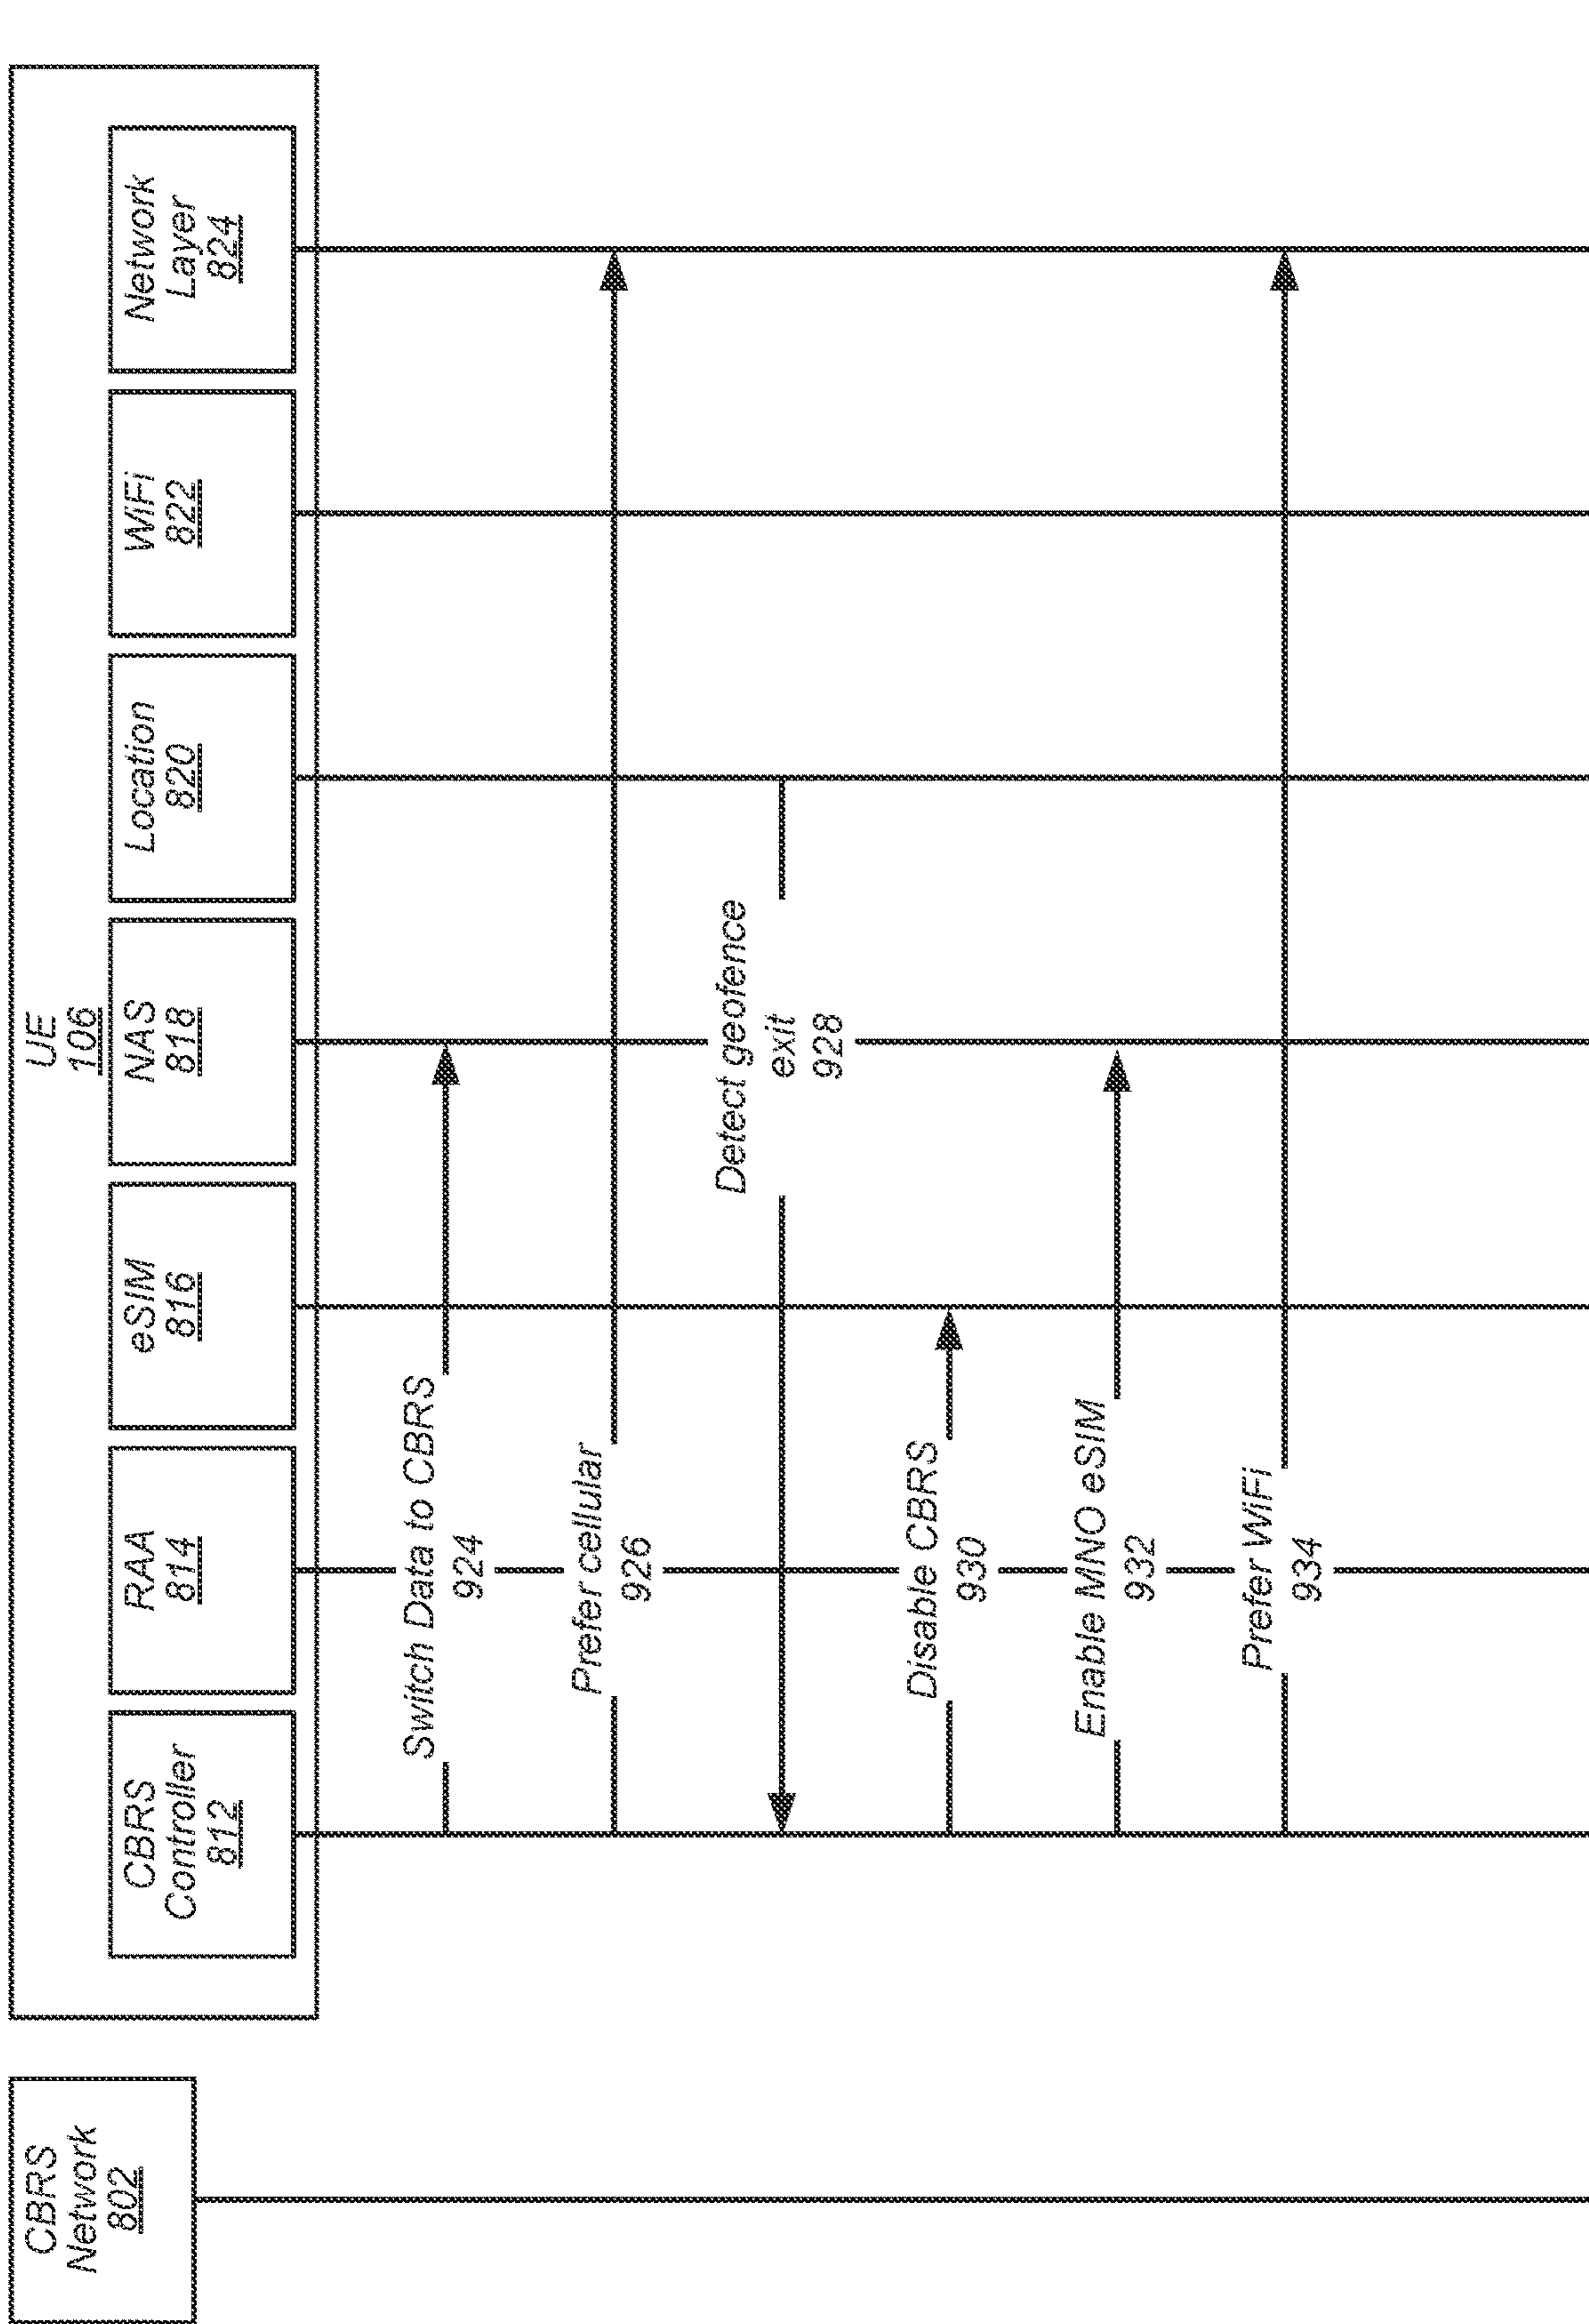 CBRS
Network
802
UE
106
CBRS
Controller
812
RAA
814
eSIM
816
NAS
818
Location
820
WiFi
822
Network
Layer
824
Switch Data to CBRS
924
Prefer cellular
926
Detect geofence
exit
928
Disable CBRS
930
Enable MNO eSIM
932
Prefer WiFi
934